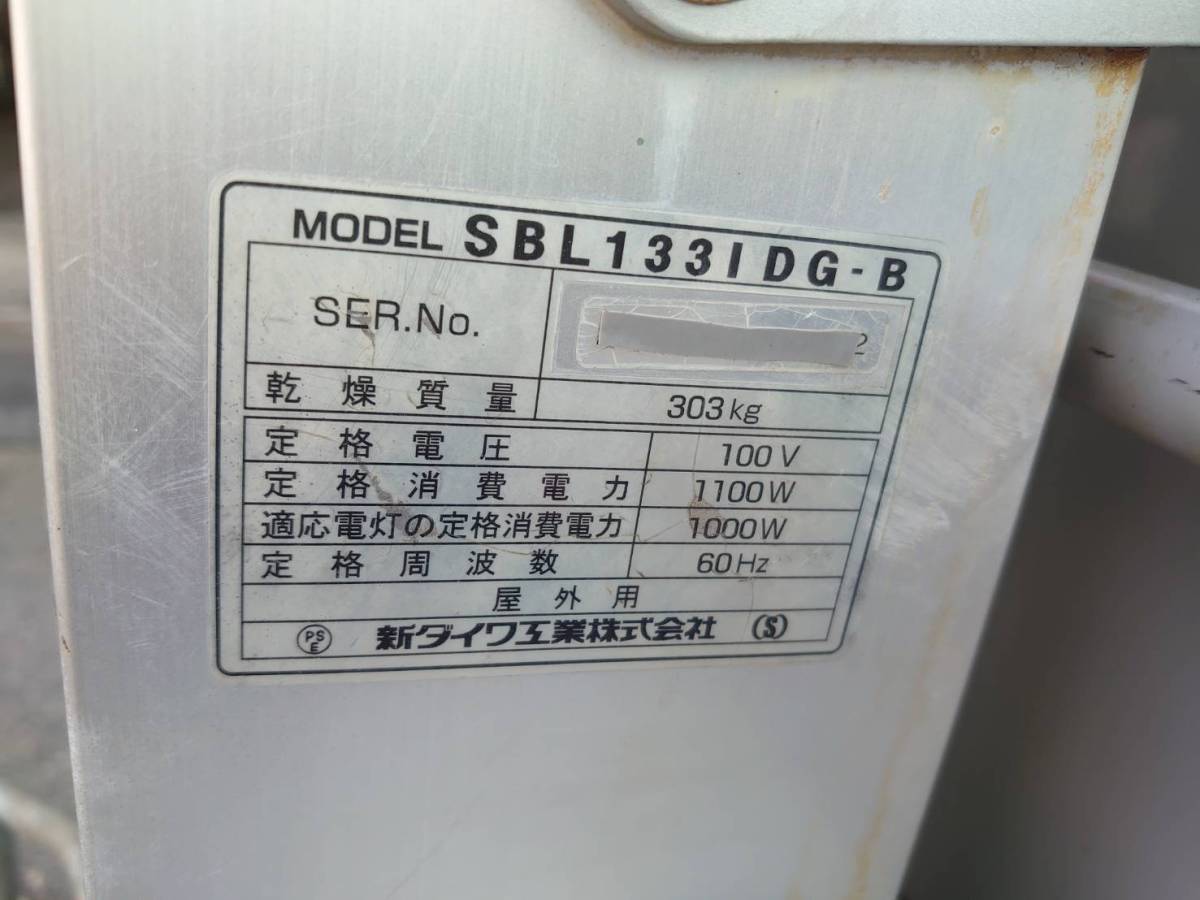 MODEL SBL133IDG-B
SER.No. 2
乾燥質量 303kg
定格電圧 100V
定格消費電力 1100W
適応電灯の定格消費電力 1000W
定格周波数 60Hz
屋外用
PSE 新ダイワ工業株式会社 (S)